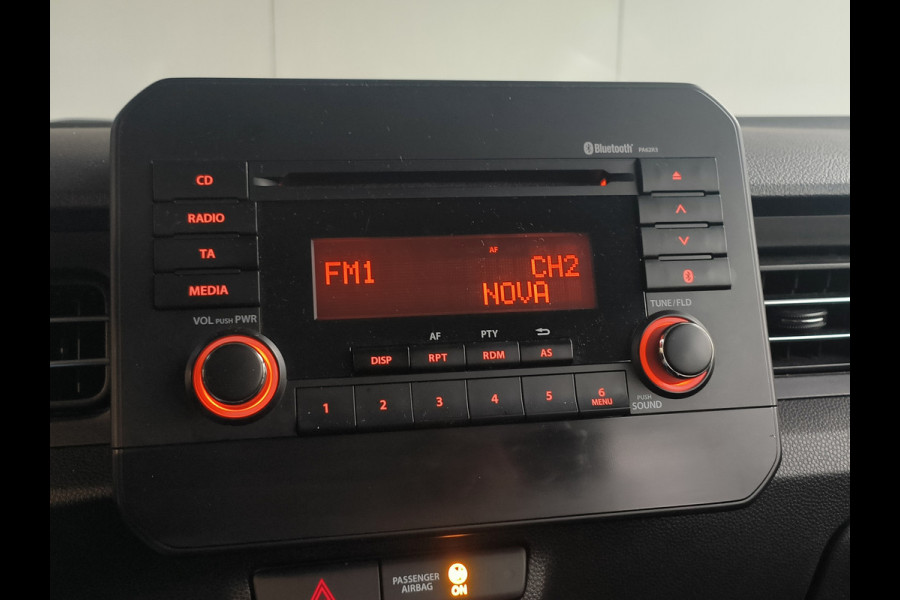 Bluetooth® PA6203
CD
RADIO
TA
MEDIA
AF
FM1 CH2
NOVA
VOL PUSH PWR
TUNE/FLD
AF PTY
DISP RPT RDM AS
1 2 3 4 5 6
MENU
PUSH
SOUND
PASSENGER
AIRBAG
ON